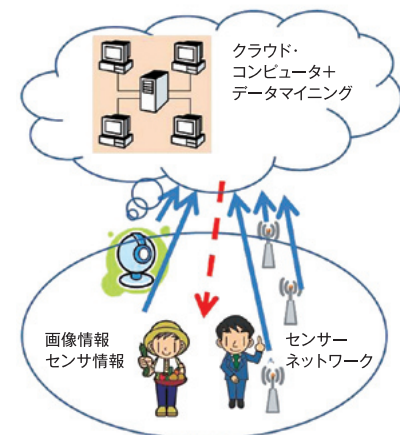 クラウド・
コンピュータ+
データマイニング
画像情報
センサ情報
センサー
ネットワーク